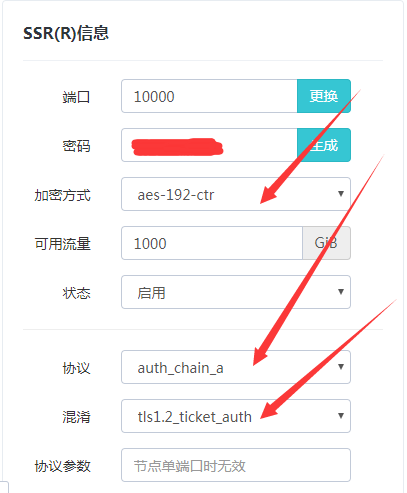 SSR(R)信息
端口 10000 更换
密码 生成
加密方式 aes-192-ctr
可用流量 1000 GiB
状态 启用
协议 auth_chain_a
混淆 tls1.2_ticket_auth
协议参数 节点单端口时无效